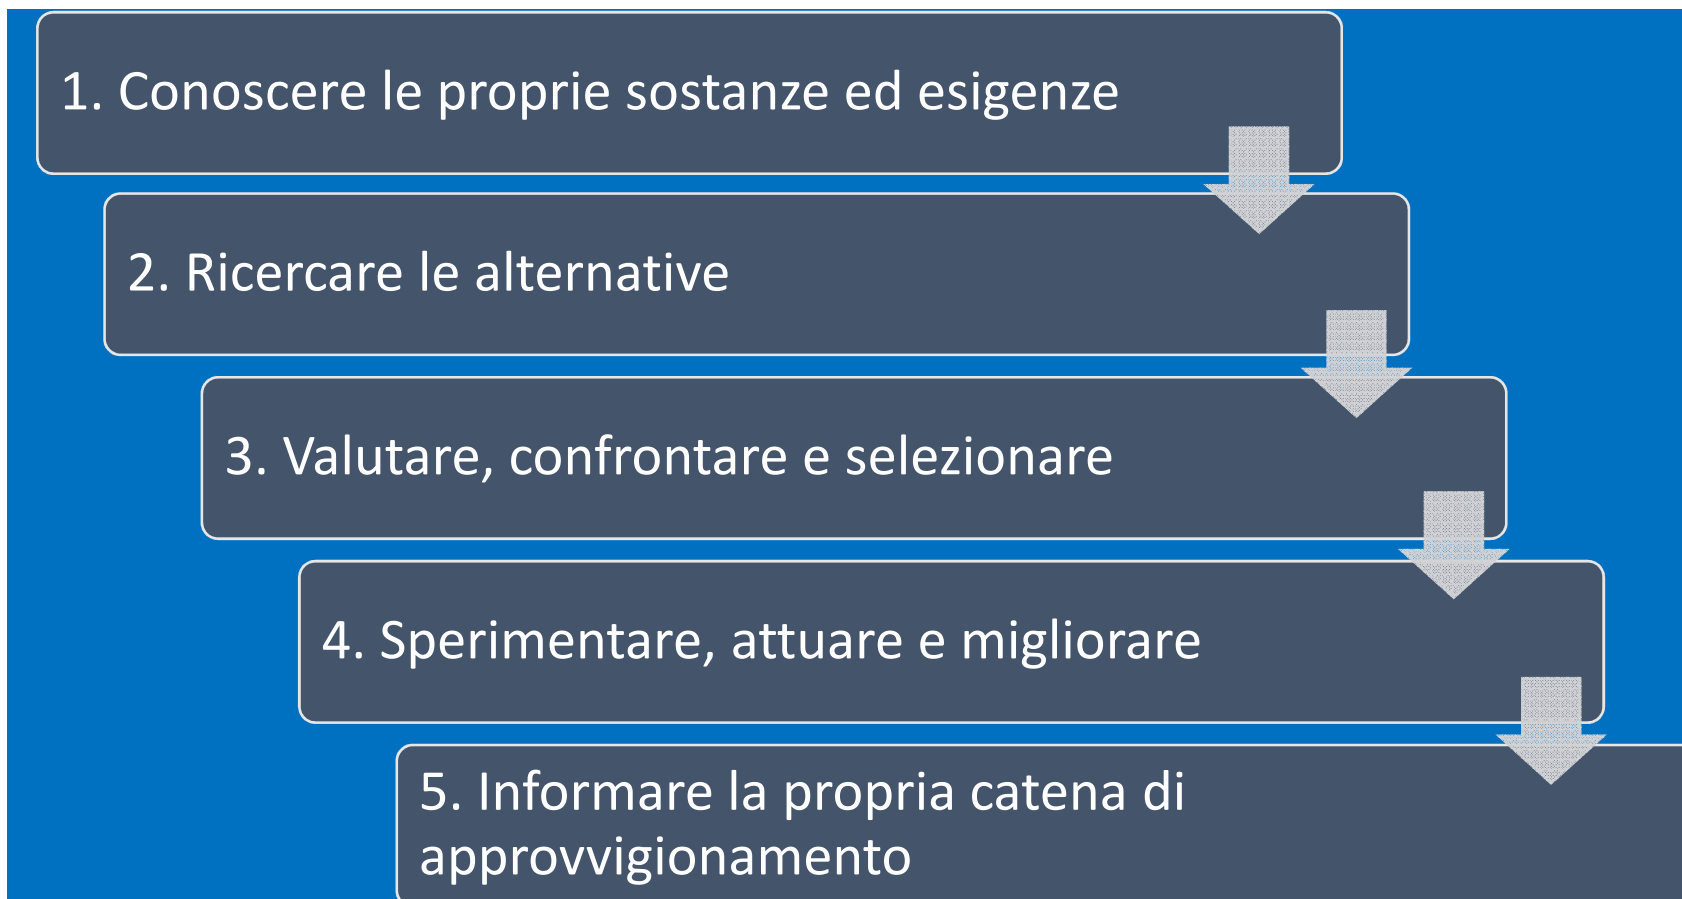 1. Conoscere le proprie sostanze ed esigenze
2. Ricercare le alternative
3. Valutare, confrontare e selezionare
4. Sperimentare, attuare e migliorare
5. Informare la propria catena di
approvvigionamento